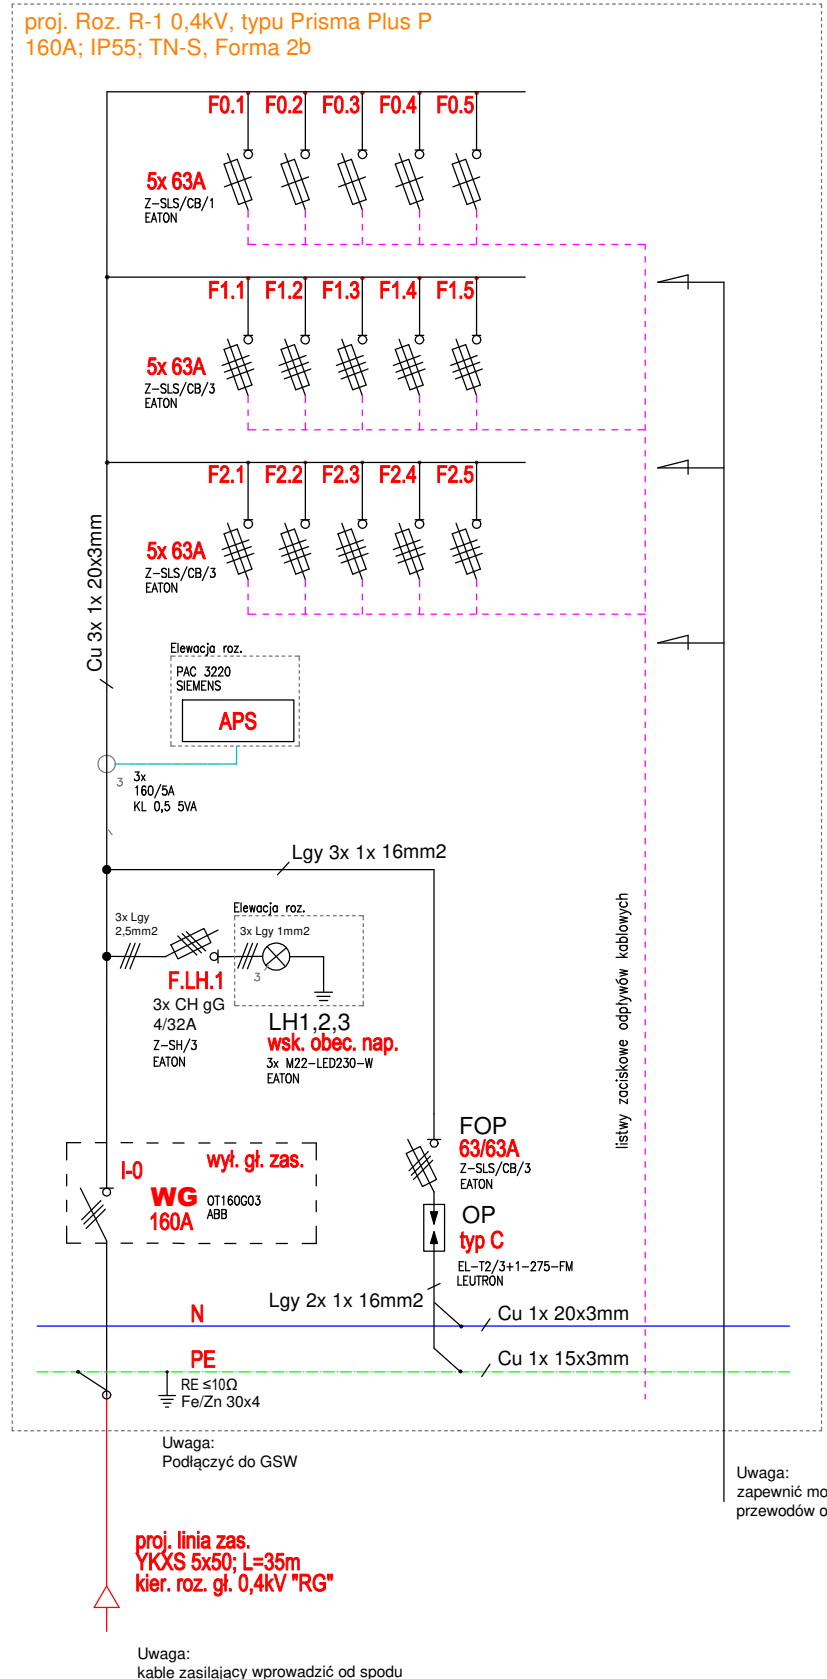 proj. Roz. R-1 0,4kV, typu Prisma Plus P
160A; IP55; TN-S, Forma 2b
F0.1 F0.2 F0.3 F0.4 F0.5
5x 63A
Z-SLS/CB/1
EATON
F1.1 F1.2 F1.3 F1.4 F1.5
5x 63A
Z-SLS/CB/3
EATON
F2.1 F2.2 F2.3 F2.4 F2.5
5x 63A
Z-SLS/CB/3
EATON
Cu 3x 1x 20x3mm
Elewacja roz.
PAC 3220
SIEMENS
APS
3
3x
160/5A
KL 0,5 5VA
Lgy 3x 1x 16mm2
3x Lgy
2,5mm2
F.LH.1
3x CH gG
4/32A
Z-SH/3
EATON
Elewacja roz.
3x Lgy 1mm2
3
LH1,2,3
wsk. obec. nap.
3x M22-LED230-W
EATON
listwy zaciskowe odpływów kablowych
FOP
63/63A
Z-SLS/CB/3
EATON
I-0
wył. gł. zas.
WG
160A
OT160G03
ABB
OP
typ C
EL-T2/3+1-275-FM
LEUTRON
Lgy 2x 1x 16mm2
N
Cu 1x 20x3mm
PE
Cu 1x 15x3mm
RE ≤10Ω
Fe/Zn 30x4
Uwaga:
Podłączyć do GSW
Uwaga:
zapewnić mo
przewodów o
proj. linia zas.
YKXS 5x50; L=35m
kier. roz. gł. 0,4kV "RG"
Uwaga:
kable zasilający wprowadzić od spodu